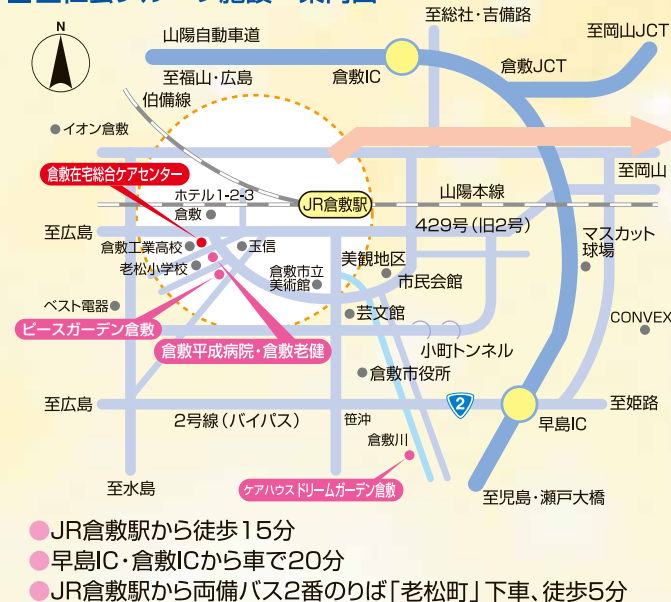 N
至総社・吉備路
山陽自動車道
至岡山JCT
至福山・広島
倉敷IC
倉敷JCT
伯備線
イオン倉敷
倉敷在宅総合ケアセンター
至岡山
ホテル1-2-3
倉敷
JR倉敷駅
山陽本線
至広島
429号(旧2号)
倉敷工業高校
玉信
マスカット
球場
老松小学校
倉敷市立
美術館
美観地区
市民会館
ベスト電器
芸文館
CONVEX
ピースガーデン倉敷
倉敷平成病院・倉敷老健
小町トンネル
倉敷市役所
至広島
2
至姫路
2号線(バイパス)
笹沖
早島IC
倉敷川
至水島
ケアハウスドリームガーデン倉敷
至児島・瀬戸大橋
JR倉敷駅から徒歩15分
早島IC・倉敷ICから車で20分
JR倉敷駅から両備バス2番のりば「老松町」下車、徒歩5分